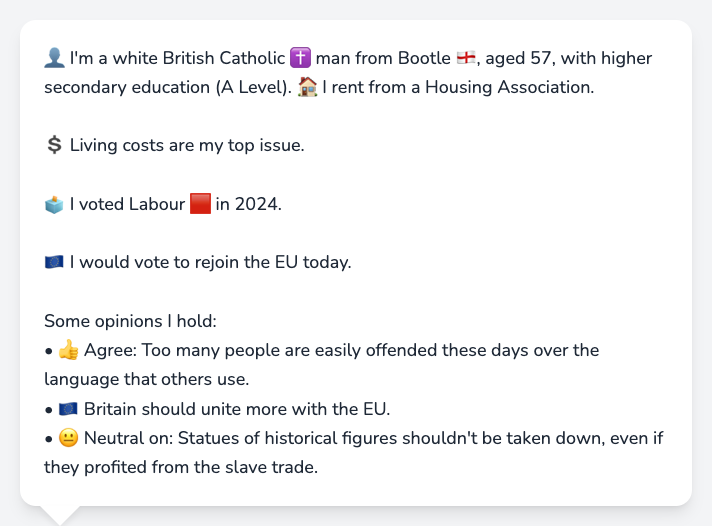 👤 I'm a white British Catholic ✝️ man from Bootle 🏴󠁧󠁢󠁥󠁮󠁧󠁿, aged 57, with higher
secondary education (A Level). 🏠 I rent from a Housing Association.
💲 Living costs are my top issue.
🗳️ I voted Labour 🟥 in 2024.
🇪🇺 I would vote to rejoin the EU today.
Some opinions I hold:
• 👍 Agree: Too many people are easily offended these days over the
language that others use.
• 🇪🇺 Britain should unite more with the EU.
• 😐 Neutral on: Statues of historical figures shouldn't be taken down, even if
they profited from the slave trade.